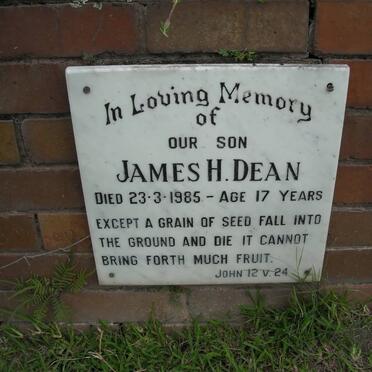 In Loving Memory
of
OUR SON
JAMES H. DEAN
DIED 23-3-1985 - AGE 17 YEARS
EXCEPT A GRAIN OF SEED FALL INTO
THE GROUND AND DIE IT CANNOT
BRING FORTH MUCH FRUIT.
JOHN 12 V. 24